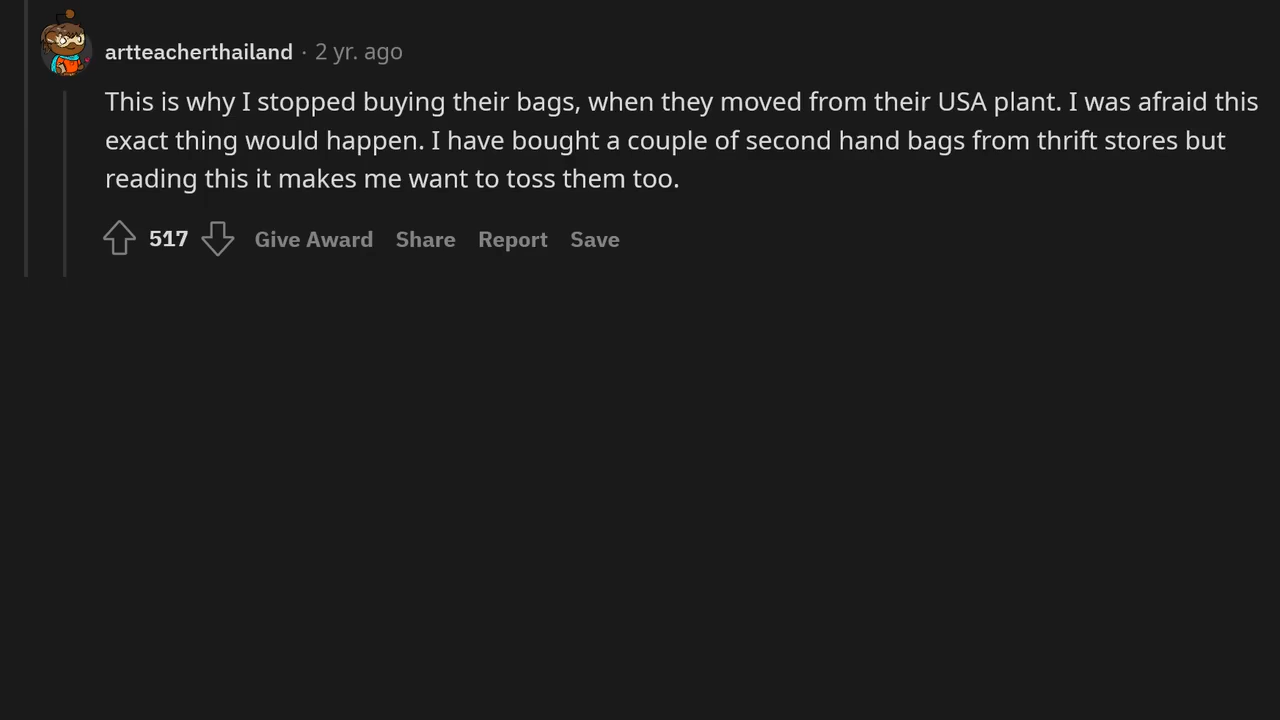 artteacherthailand · 2 yr. ago
This is why I stopped buying their bags, when they moved from their USA plant. I was afraid this
exact thing would happen. I have bought a couple of second hand bags from thrift stores but
reading this it makes me want to toss them too.
517 Give Award Share Report Save